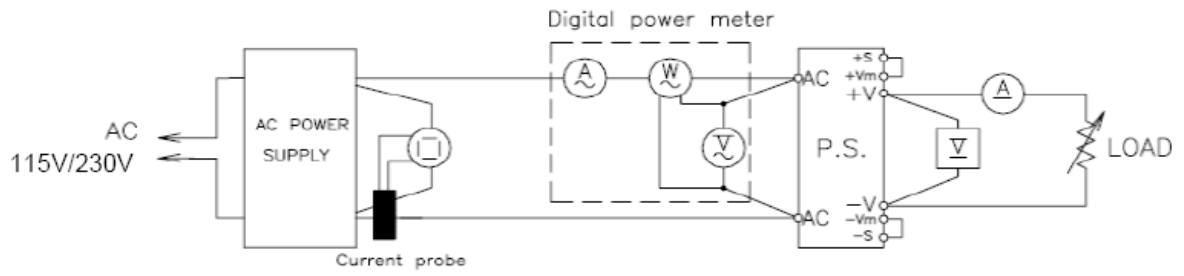 Digital power meter
A
W
V
AC
115V/230V
AC POWER
SUPPLY
Current probe
AC
AC
P.S.
+S
+Vm
+V
-V
-Vm
-S
A
V
LOAD